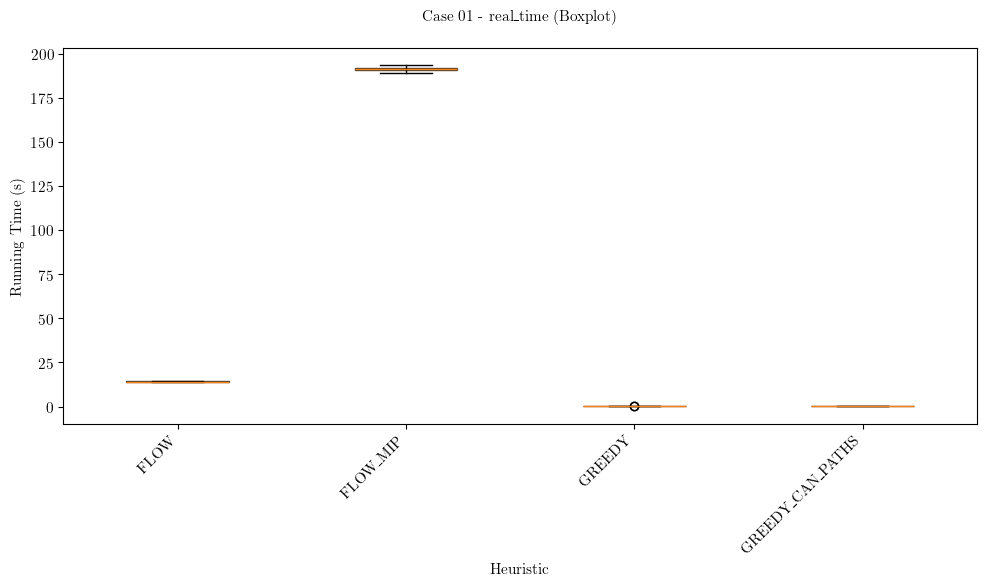 Case 01 - real_time (Boxplot)
Running Time (s)
200
175
150
125
100
75
50
25
0
FLOW
FLOW_MIP
GREEDY
GREEDY_CAN_PATHS
Heuristic